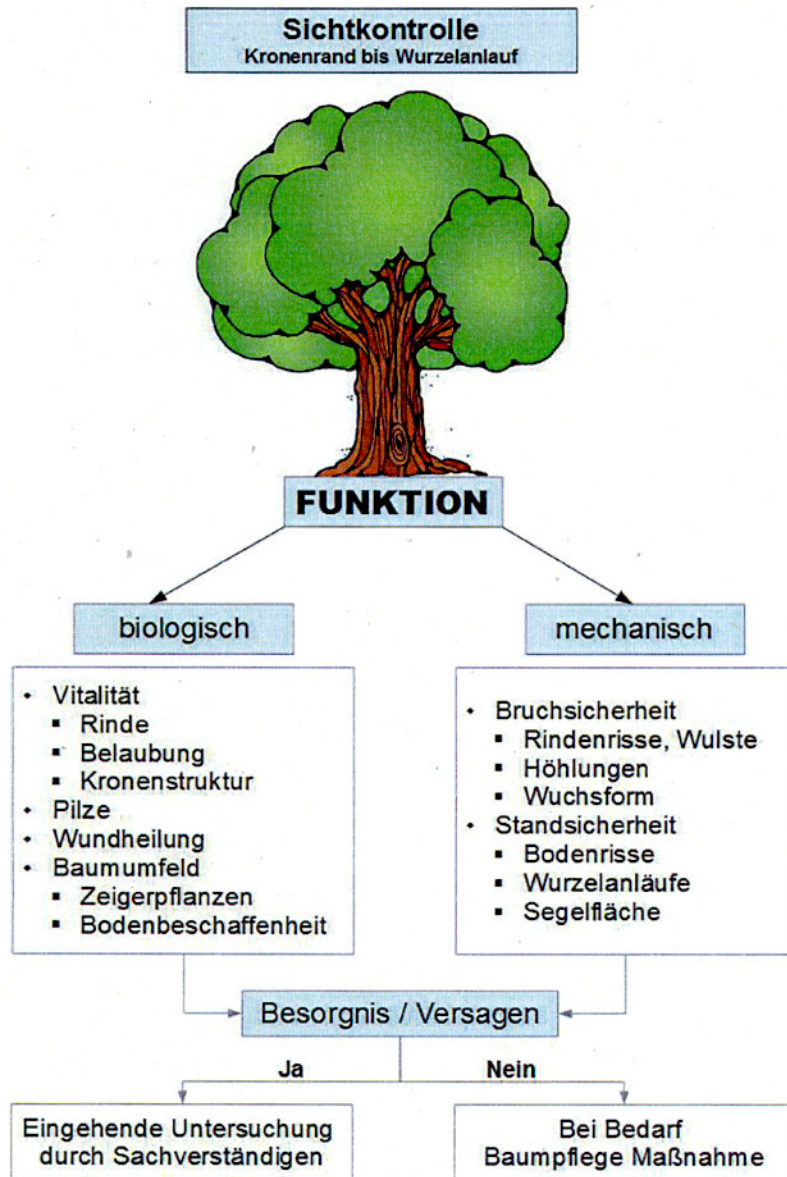 Sichtkontrolle
Kronenrand bis Wurzelanlauf
FUNKTION
biologisch
Vitalität
Rinde
Belaubung
Kronenstruktur
Pilze
Wundheilung
Baumumfeld
Zeigerpflanzen
Bodenbeschaffenheit
mechanisch
Bruchsicherheit
Rindenrisse, Wulste
Höhlungen
Wuchsform
Standsicherheit
Bodenrisse
Wurzelanläufe
Segelfläche
Besorgnis / Versagen
Ja
Nein
Eingehende Untersuchung
durch Sachverständigen
Bei Bedarf
Baumpflege Maßnahme